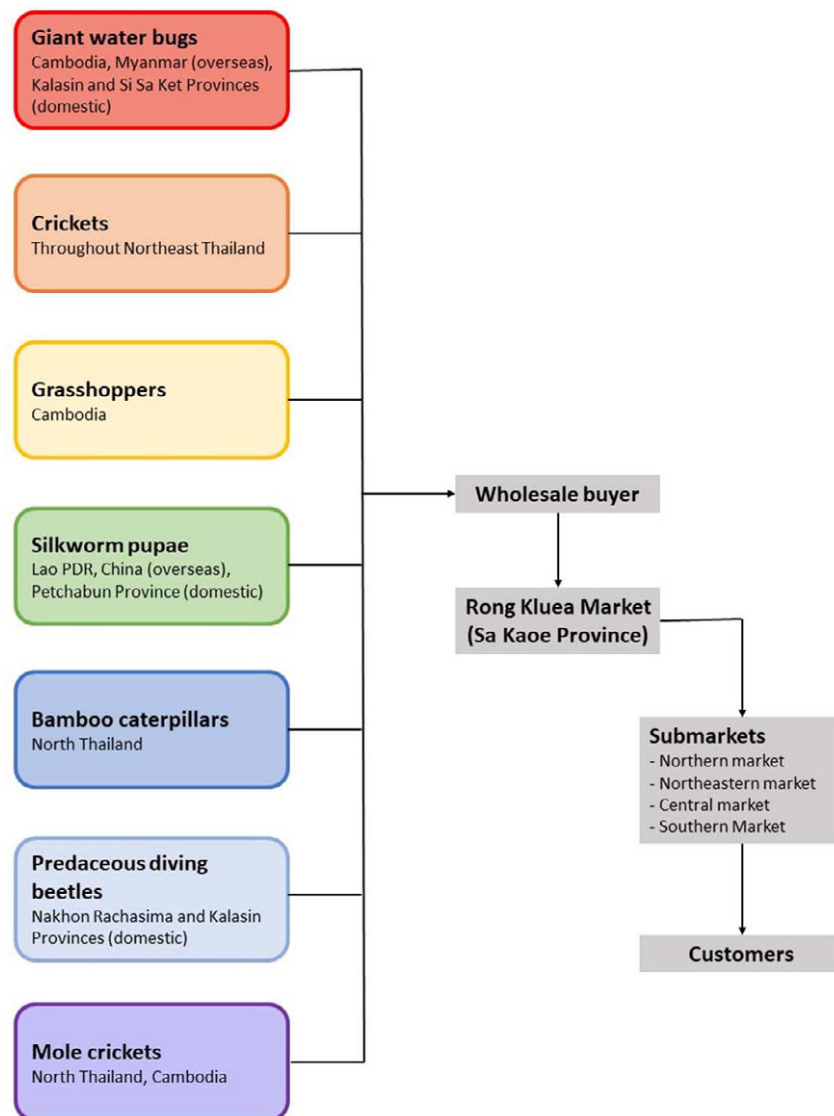 Giant water bugs
Cambodia, Myanmar (overseas),
Kalasin and Si Sa Ket Provinces
(domestic)
Crickets
Throughout Northeast Thailand
Grasshoppers
Cambodia
Silkworm pupae
Lao PDR, China (overseas),
Petchabun Province (domestic)
Bamboo caterpillars
North Thailand
Predaceous diving
beetles
Nakhon Rachasima and Kalasin
Provinces (domestic)
Mole crickets
North Thailand, Cambodia
Wholesale buyer
Rong Kluea Market
(Sa Kaoe Province)
Submarkets
- Northern market
- Northeastern market
- Central market
- Southern Market
Customers